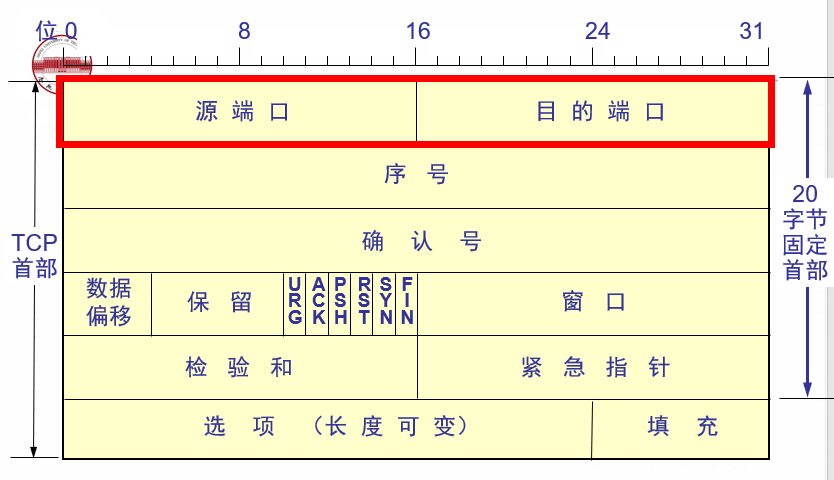 位 0 8 16 24 31
源 端 口 目 的 端 口
序 号
20
字节
固定
首部
TCP
首部
确 认 号
数据
偏移
保 留
URG
ACK
PSH
RST
SYN
FIN
窗 口
检 验 和 紧 急 指 针
选 项 （长 度 可 变） 填 充